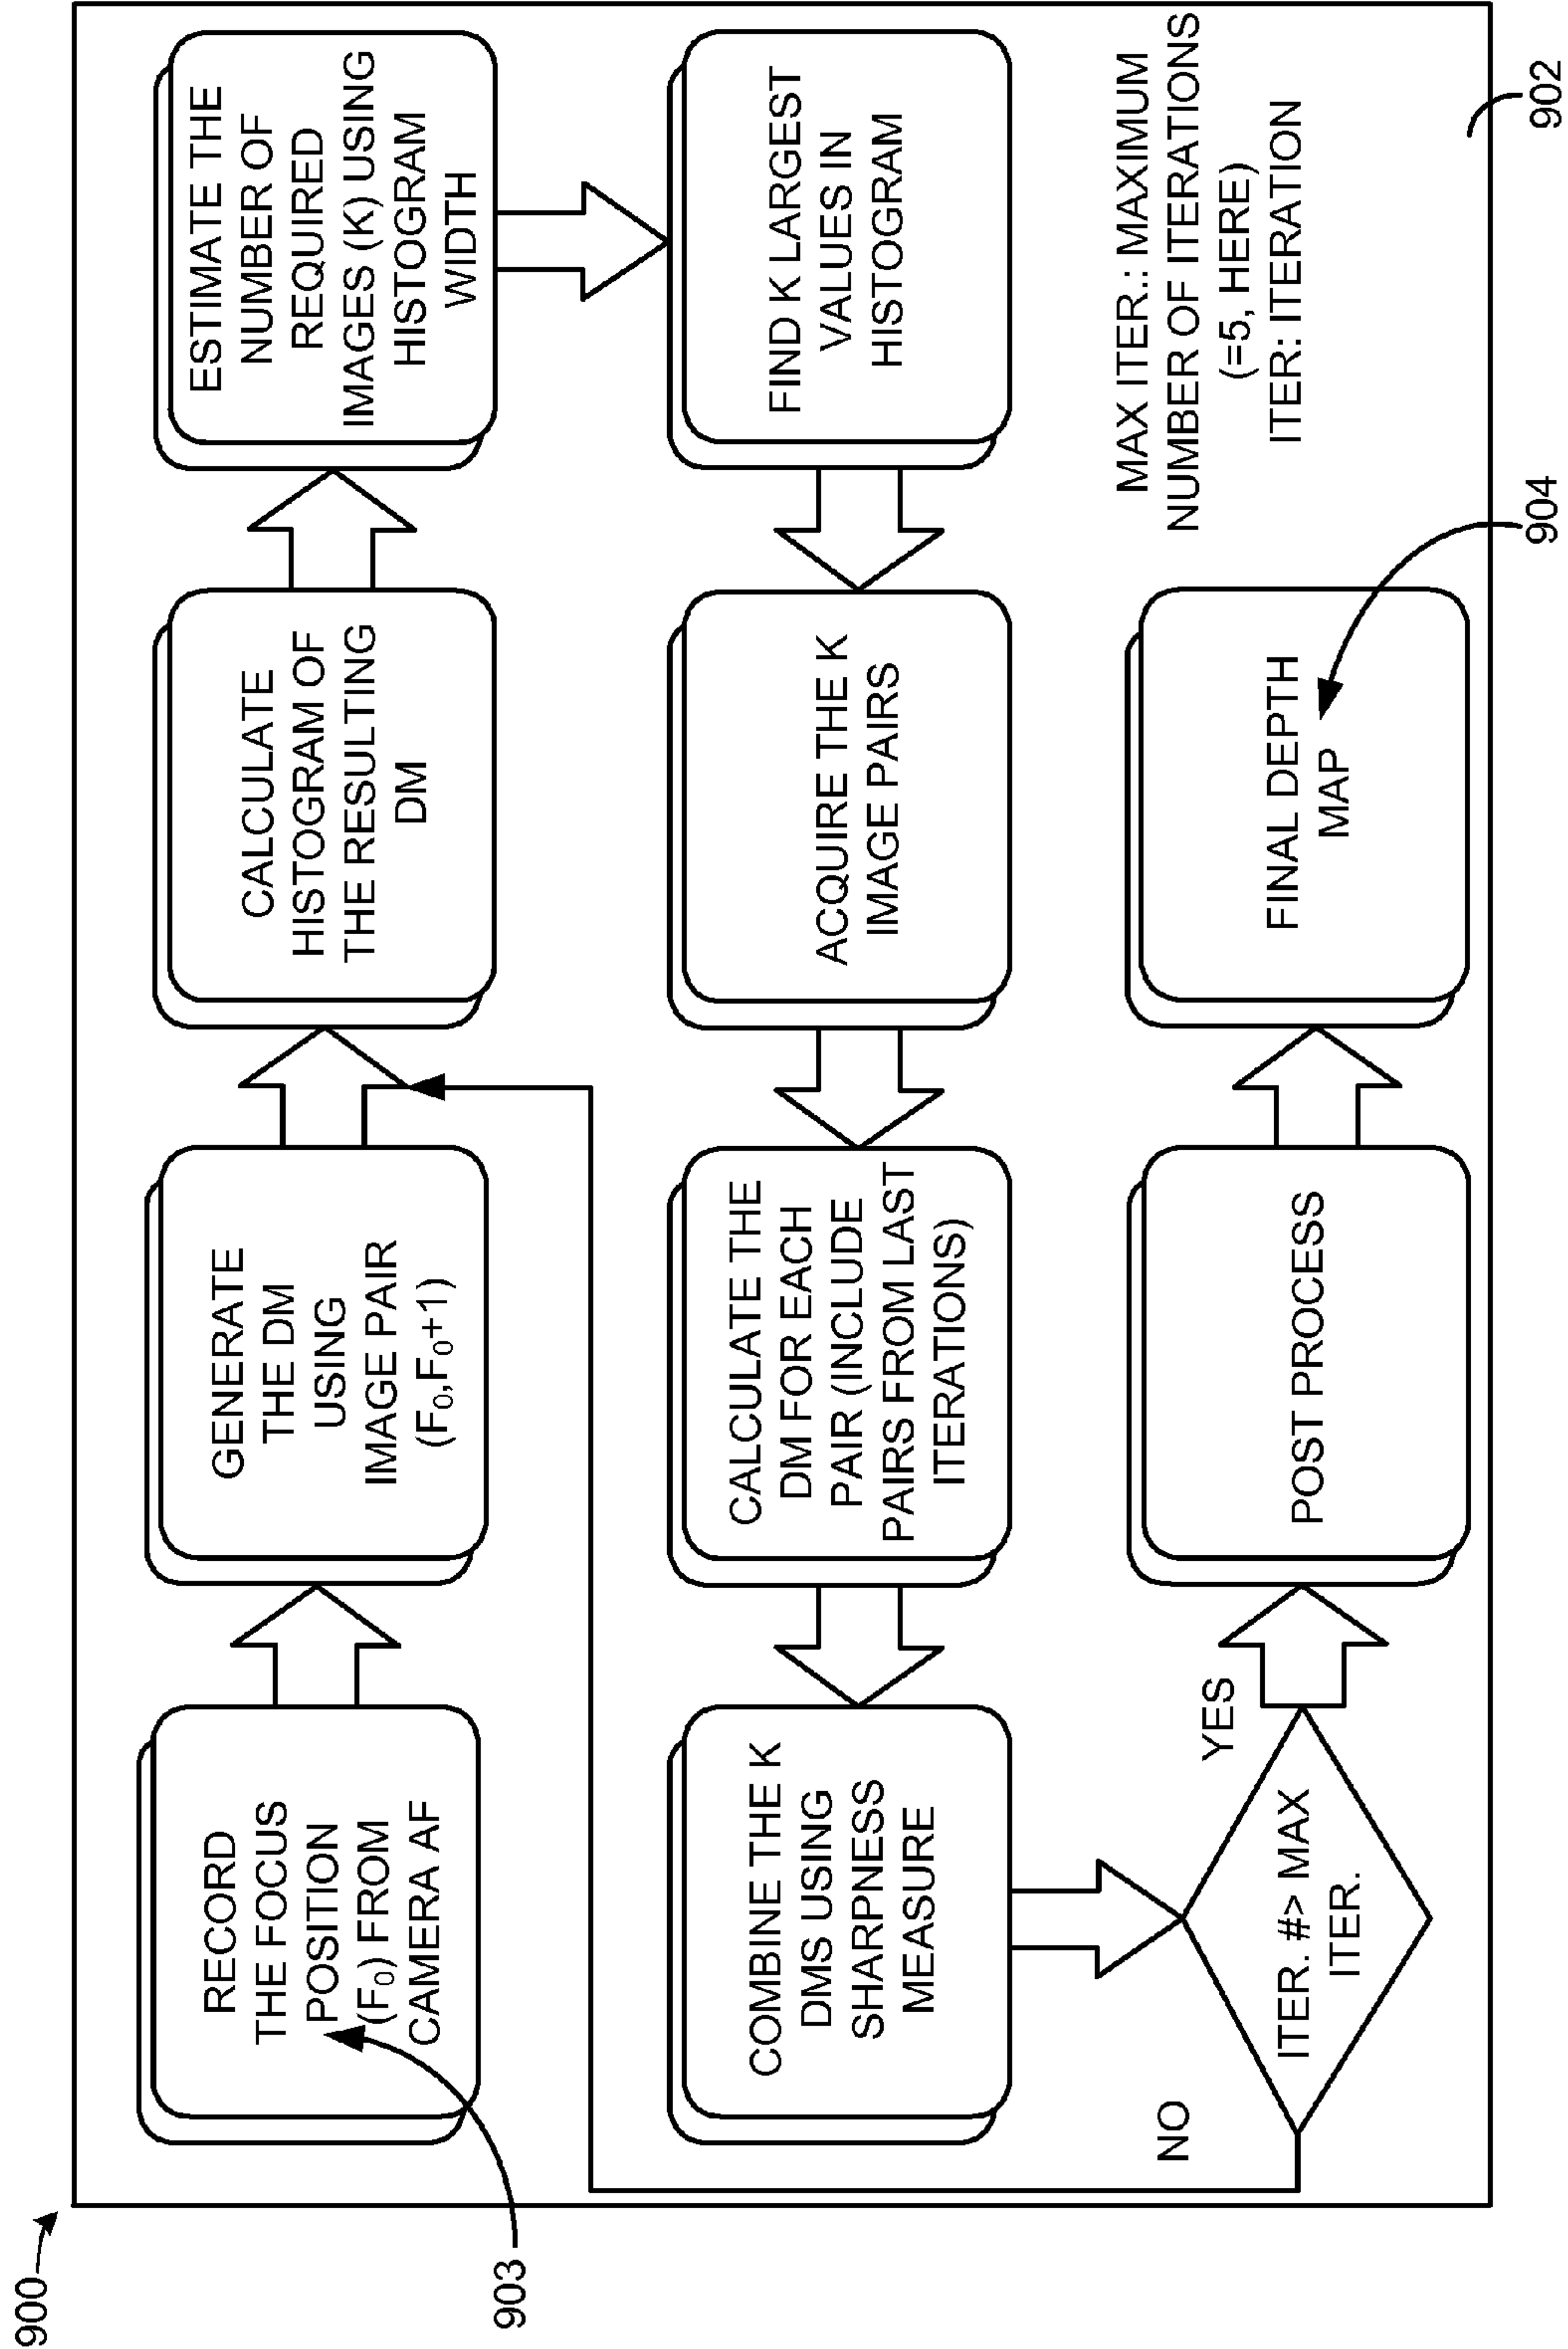 900
RECORD
THE FOCUS
POSITION
(F₀) FROM
CAMERA AF
903
GENERATE
THE DM
USING
IMAGE PAIR
(F₀,F₀+1)
CALCULATE
HISTOGRAM OF
THE RESULTING
DM
ESTIMATE THE
NUMBER OF
REQUIRED
IMAGES (K) USING
HISTOGRAM
WIDTH
FIND K LARGEST
VALUES IN
HISTOGRAM
ACQUIRE THE K
IMAGE PAIRS
CALCULATE THE
DM FOR EACH
PAIR (INCLUDE
PAIRS FROM LAST
ITERATIONS)
COMBINE THE K
DMS USING
SHARPNESS
MEASURE
NO
ITER. #> MAX
ITER.
YES
POST PROCESS
FINAL DEPTH
MAP
904
MAX ITER.: MAXIMUM
NUMBER OF ITERATIONS
(=5, HERE)
ITER: ITERATION
902